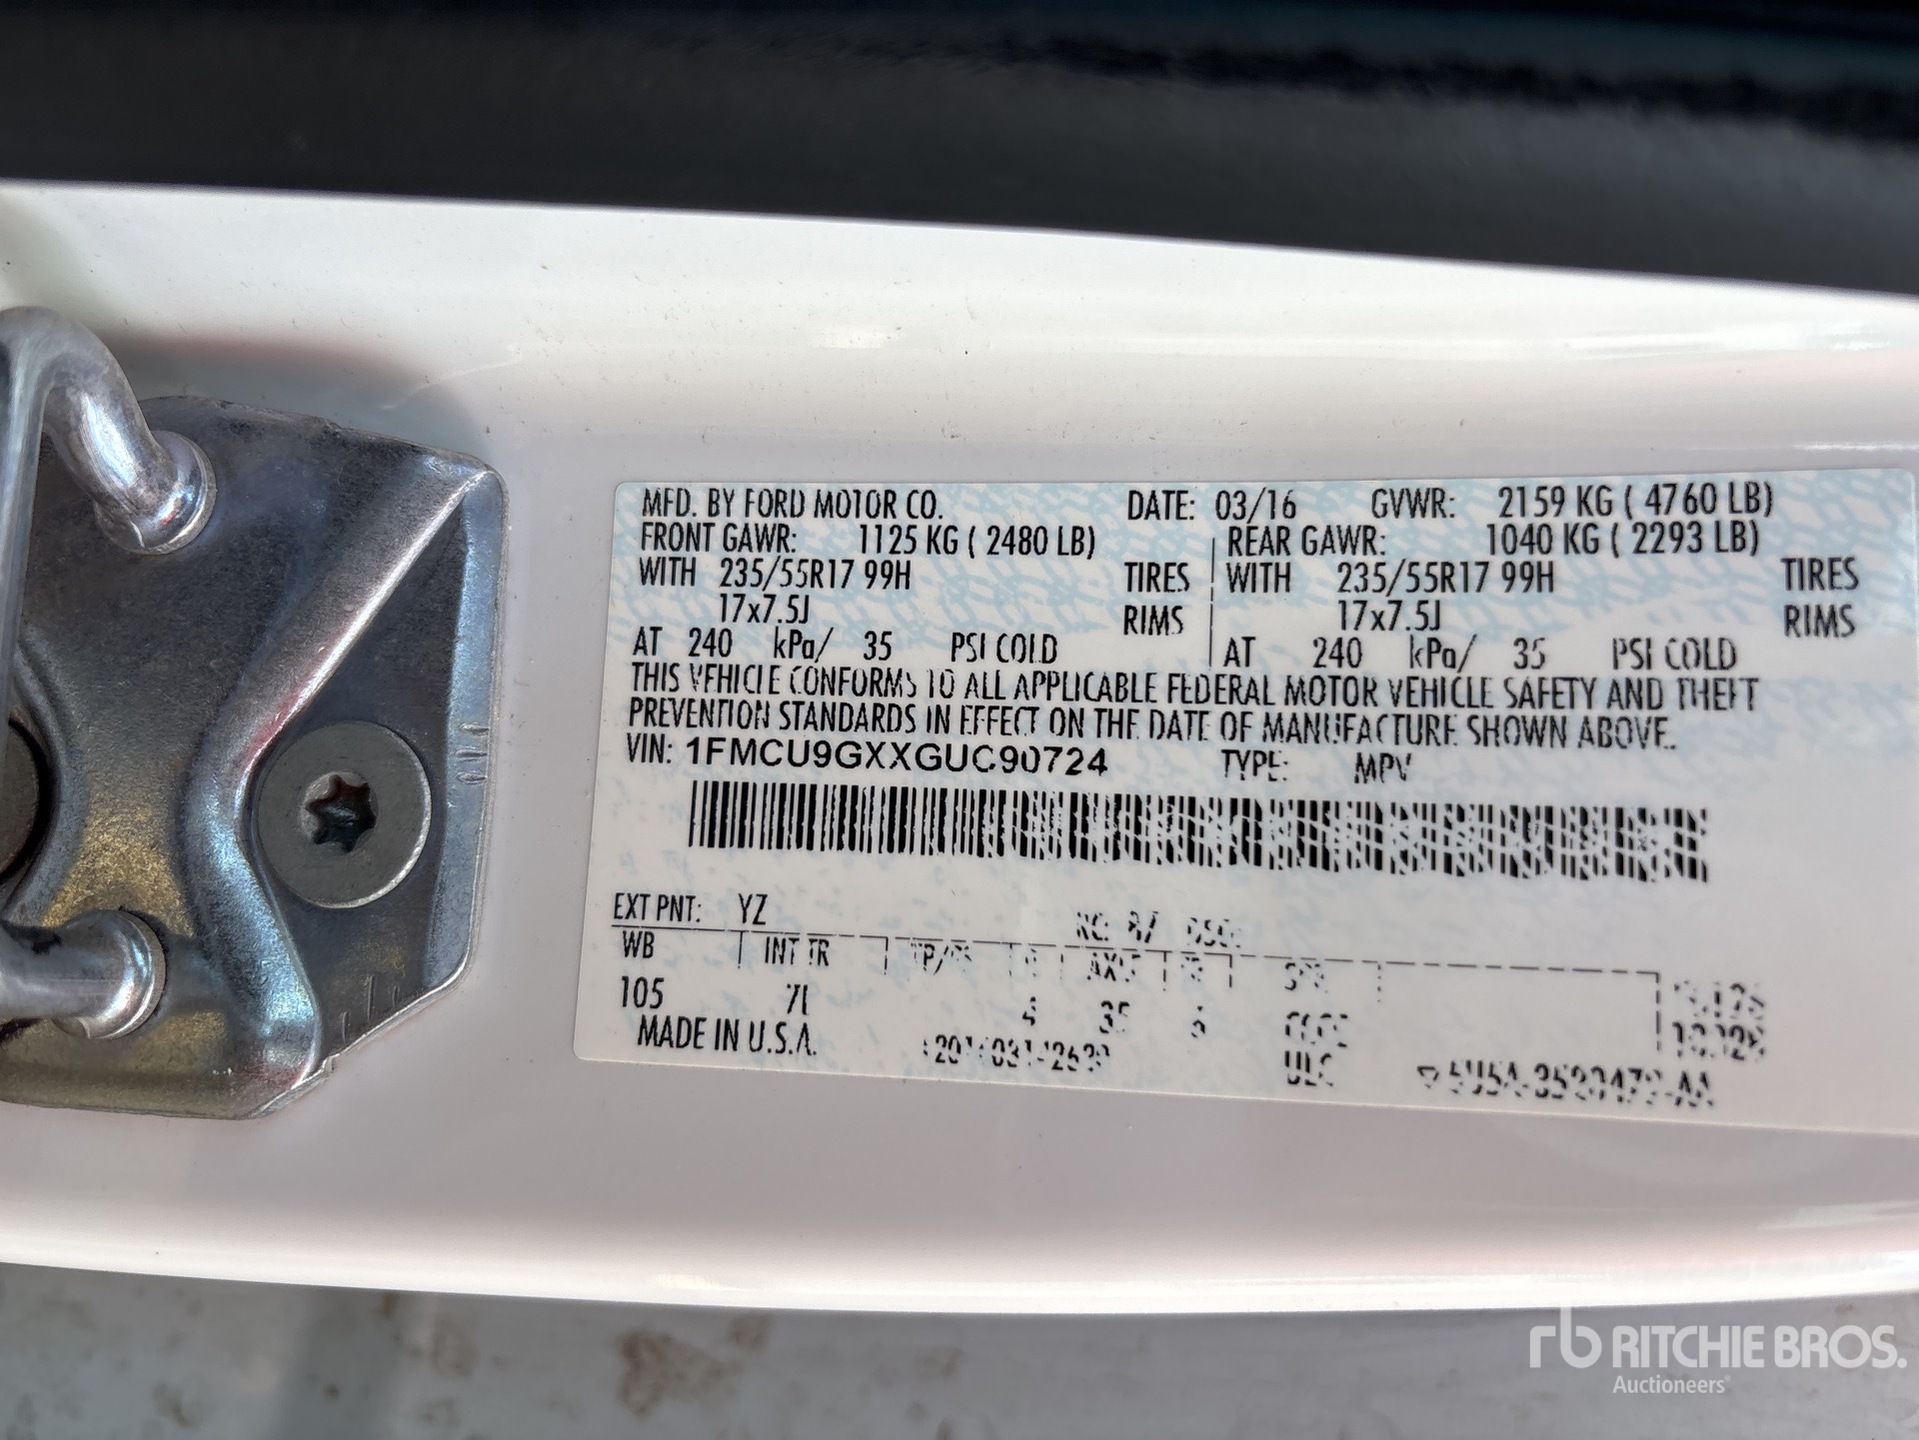 MFD. BY FORD MOTOR CO. DATE: 03/16 GVWR: 2159 KG ( 4760 LB)
FRONT GAWR: 1125 KG ( 2480 LB) REAR GAWR: 1040 KG ( 2293 LB)
WITH 235/55R17 99H TIRES WITH 235/55R17 99H TIRES
17x7.5J RIMS 17x7.5J RIMS
AT 240 kPa/ 35 PSI COLD AT 240 kPa/ 35 PSI COLD
THIS VEHICLE CONFORMS TO ALL APPLICABLE FEDERAL MOTOR VEHICLE SAFETY AND THEFT
PREVENTION STANDARDS IN EFFECT ON THE DATE OF MANUFACTURE SHOWN ABOVE.
VIN: 1FMCU9GXXGUC90724 TYPE: MPV
EXT PNT: YZ
WB INT TR
105
MADE IN U.S.A.
ULC
rb RITCHIE BROS.
Auctioneers